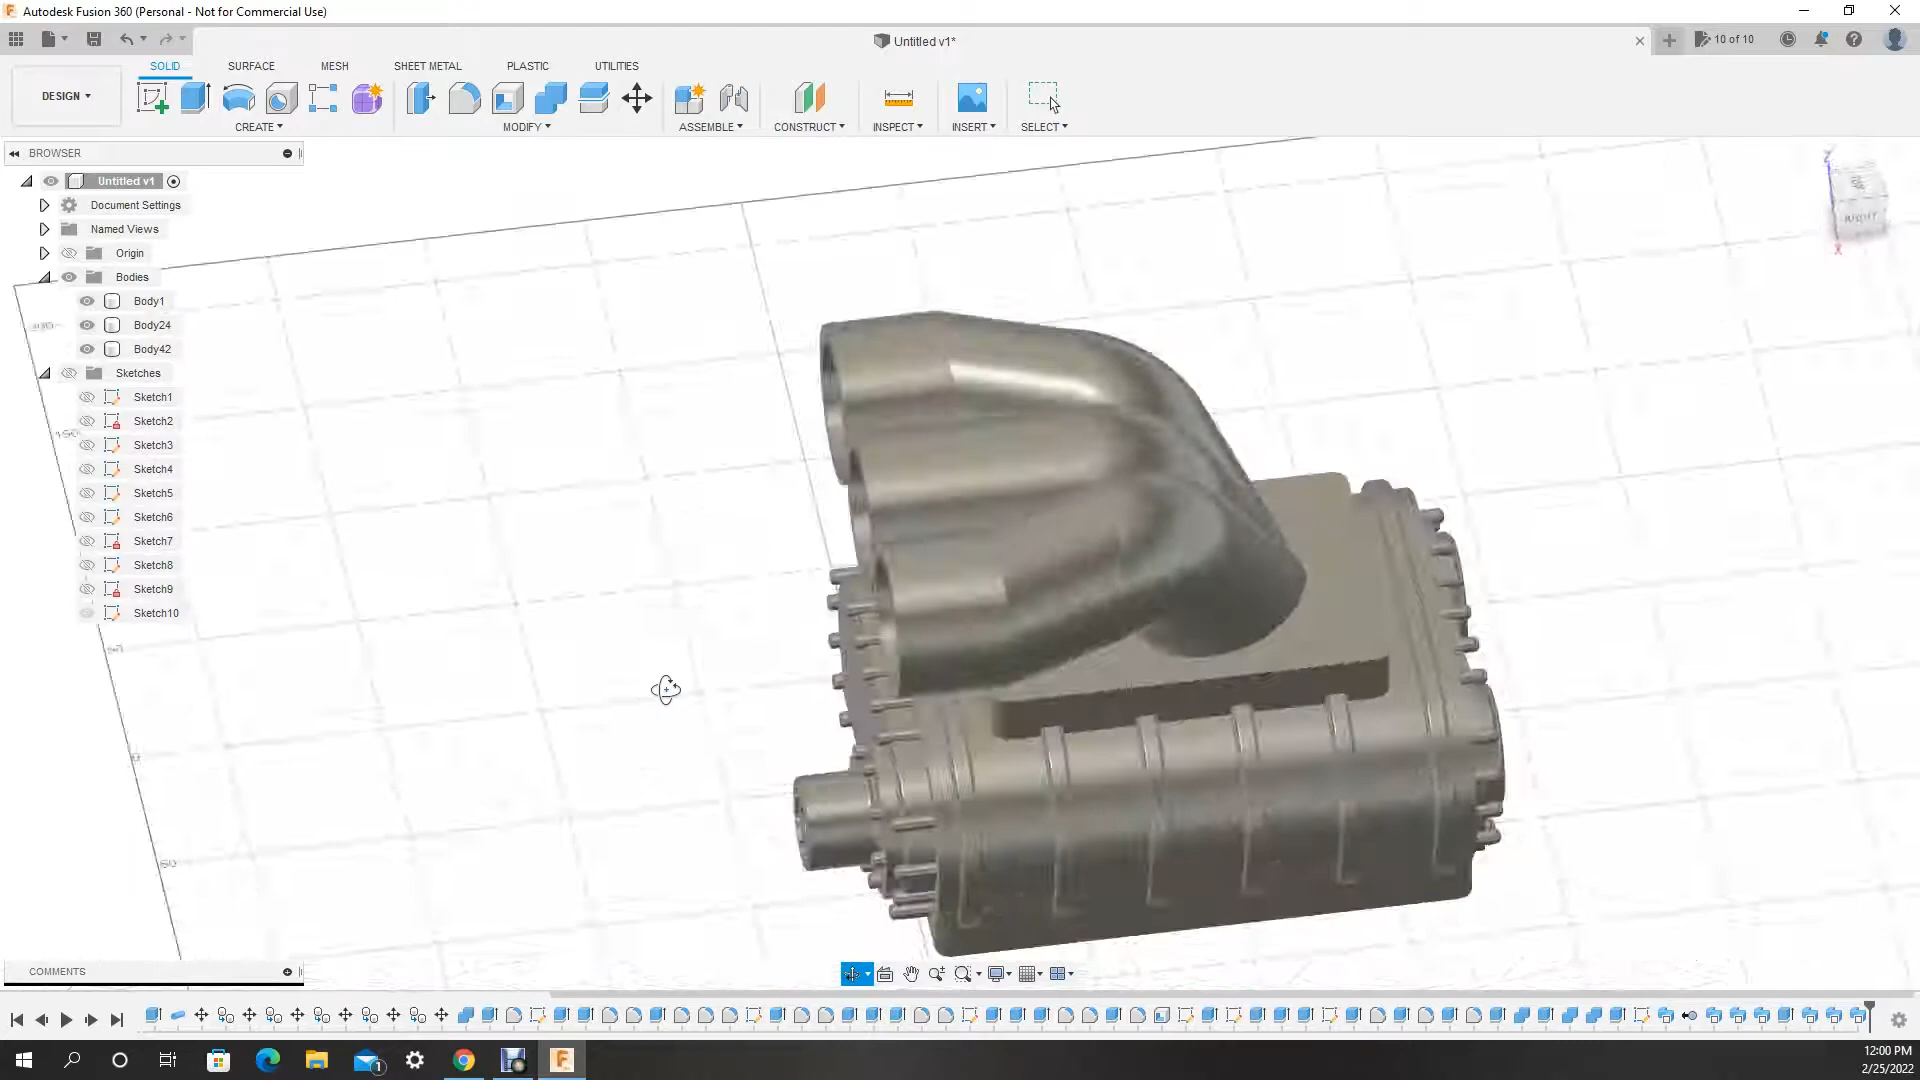 Autodesk Fusion 360 (Personal - Not for Commercial Use)
Untitled v1*
10 of 10
DESIGN
SOLID
SURFACE
MESH
SHEET METAL
PLASTIC
UTILITIES
CREATE
MODIFY
ASSEMBLE
CONSTRUCT
INSPECT
INSERT
SELECT
BROWSER
Untitled v1
Document Settings
Named Views
Origin
Bodies
Body1
Body24
Body42
Sketches
Sketch1
Sketch2
Sketch3
Sketch4
Sketch5
Sketch6
Sketch7
Sketch8
Sketch9
Sketch10
Z
RIGHT
X
COMMENTS
1
12:00 PM
2/25/2022